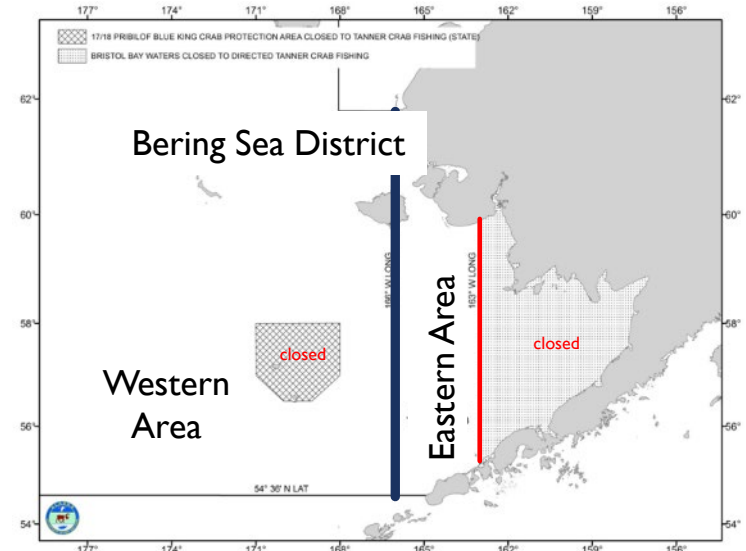 177° 174° 171° 168° 165° 162° 159° 156°
17/18 PRIBILOF BLUE KING CRAB PROTECTION AREA CLOSED TO TANNER CRAB FISHING (STATE)
BRISTOL BAY WATERS CLOSED TO DIRECTED TANNER CRAB FISHING
62° 62°
Bering Sea District
60° 60°
166° W LONG
163° W LONG
Eastern Area
58° 58°
closed
closed
Western
Area
56° 56°
54° 36' N LAT
54° 54°
177° 174° 171° 168° 165° 162° 159° 156°